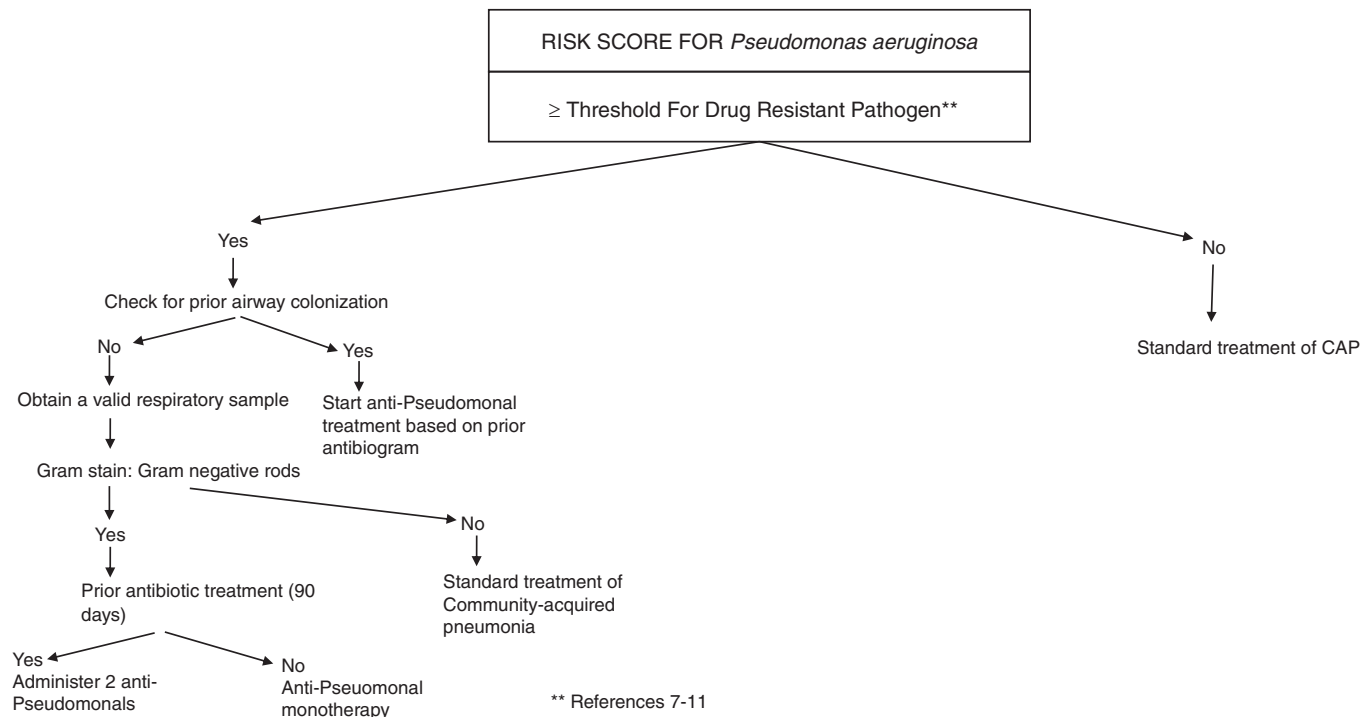 RISK SCORE FOR Pseudomonas aeruginosa
≥ Threshold For Drug Resistant Pathogen**
Yes
No
Check for prior airway colonization
Standard treatment of CAP
No
Yes
Obtain a valid respiratory sample
Start anti-Pseudomonal
treatment based on prior
antibiogram
Gram stain: Gram negative rods
Yes
No
Prior antibiotic treatment (90
days)
Standard treatment of
Community-acquired
pneumonia
Yes
Administer 2 anti-
Pseudomonals
No
Anti-Pseuomonal
monotherapy
** References 7-11